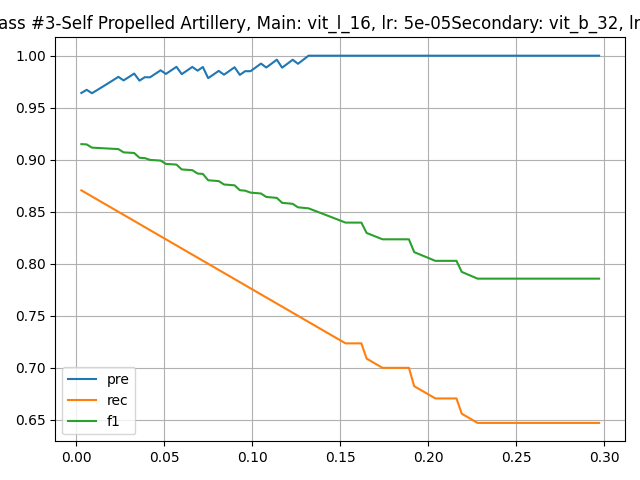 ass #3-Self Propelled Artillery, Main: vit_l_16, lr: 5e-05Secondary: vit_b_32, lr
1.00
0.95
0.90
0.85
0.80
0.75
0.70
0.65
pre
rec
f1
0.00 0.05 0.10 0.15 0.20 0.25 0.30